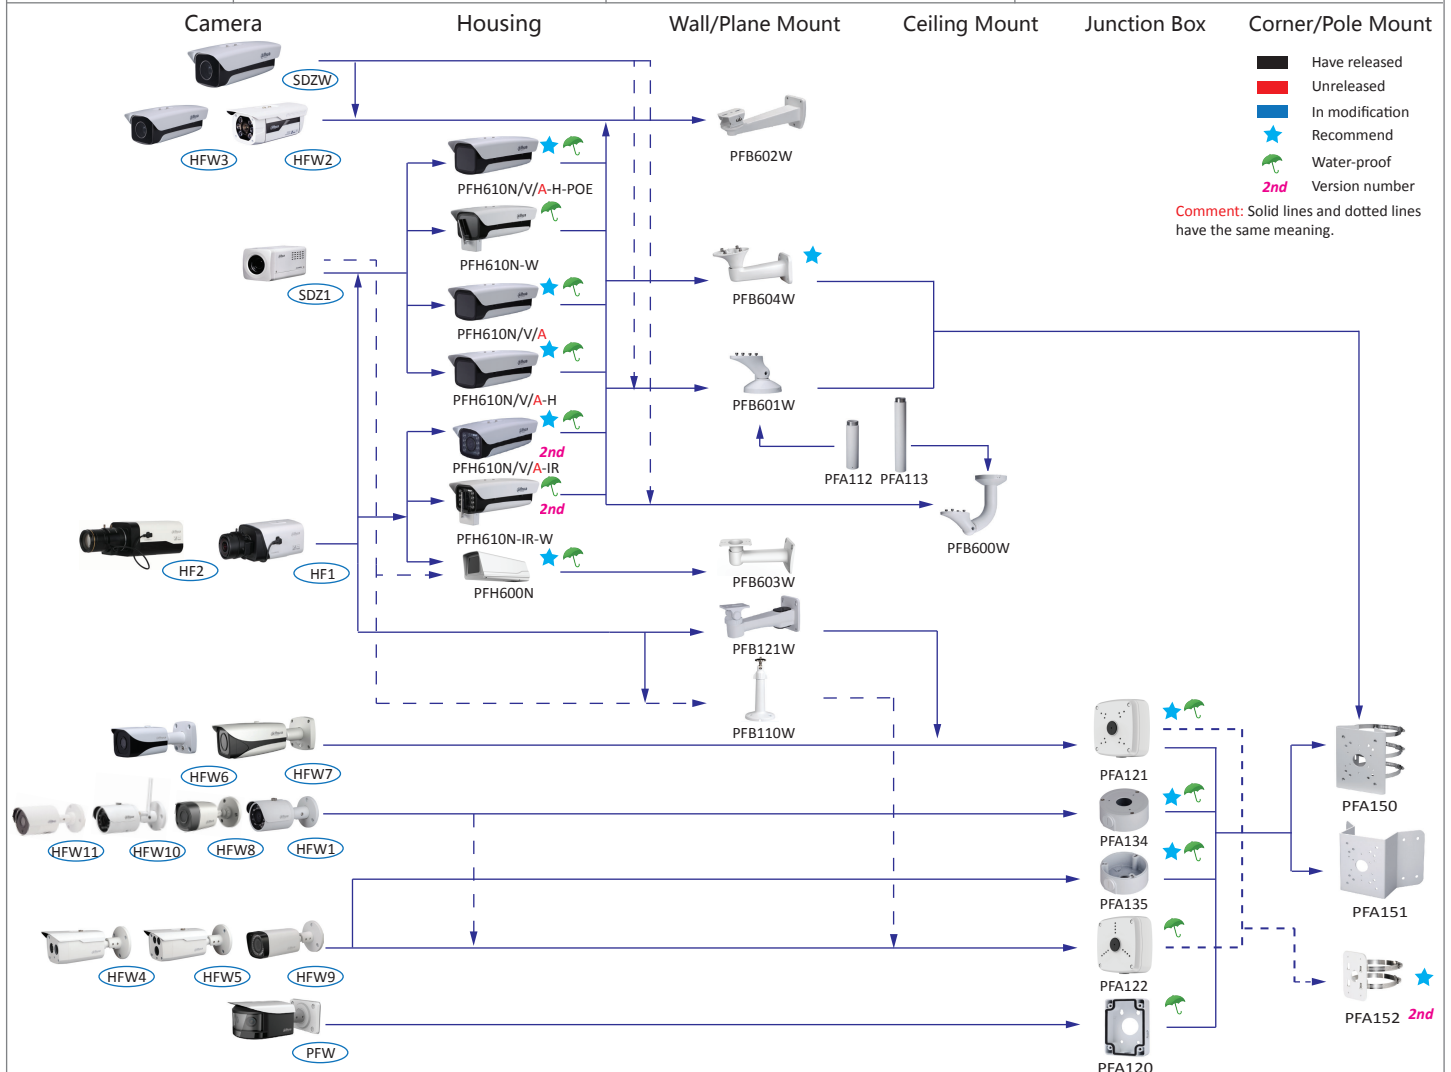 Camera
Housing
Wall/Plane Mount
Ceiling Mount
Junction Box
Corner/Pole Mount
Have released
Unreleased
In modification
Recommend
Water-proof
2nd Version number
Comment: Solid lines and dotted lines
have the same meaning.
SDZW
HFW3
HFW2
PFB602W
PFH610N/V/A-H-POE
PFH610N-W
SDZ1
PFB604W
PFH610N/V/A
PFH610N/V/A-H
PFB601W
2nd
PFH610N/V/A-IR
PFA112
PFA113
2nd
PFH610N-IR-W
PFB600W
HF2
HF1
PFH600N
PFB603W
PFB121W
PFB110W
HFW6
HFW7
PFA121
PFA150
HFW11
HFW10
HFW8
HFW1
PFA134
PFA135
PFA151
HFW4
HFW5
HFW9
PFA122
PFA152 2nd
PFW
PFA120